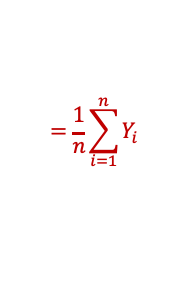 = 1/n ∑_{i=1}^{n} Y_i